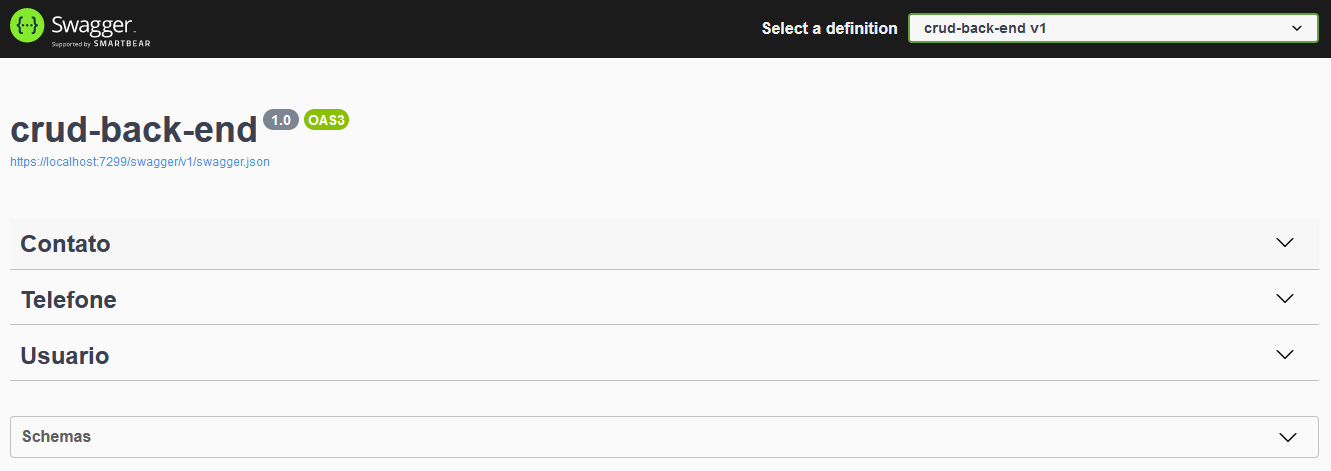 Swagger
Supported by SMARTBEAR
Select a definition
crud-back-end v1
crud-back-end 1.0 OAS3
https://localhost:7299/swagger/v1/swagger.json
Contato
Telefone
Usuario
Schemas